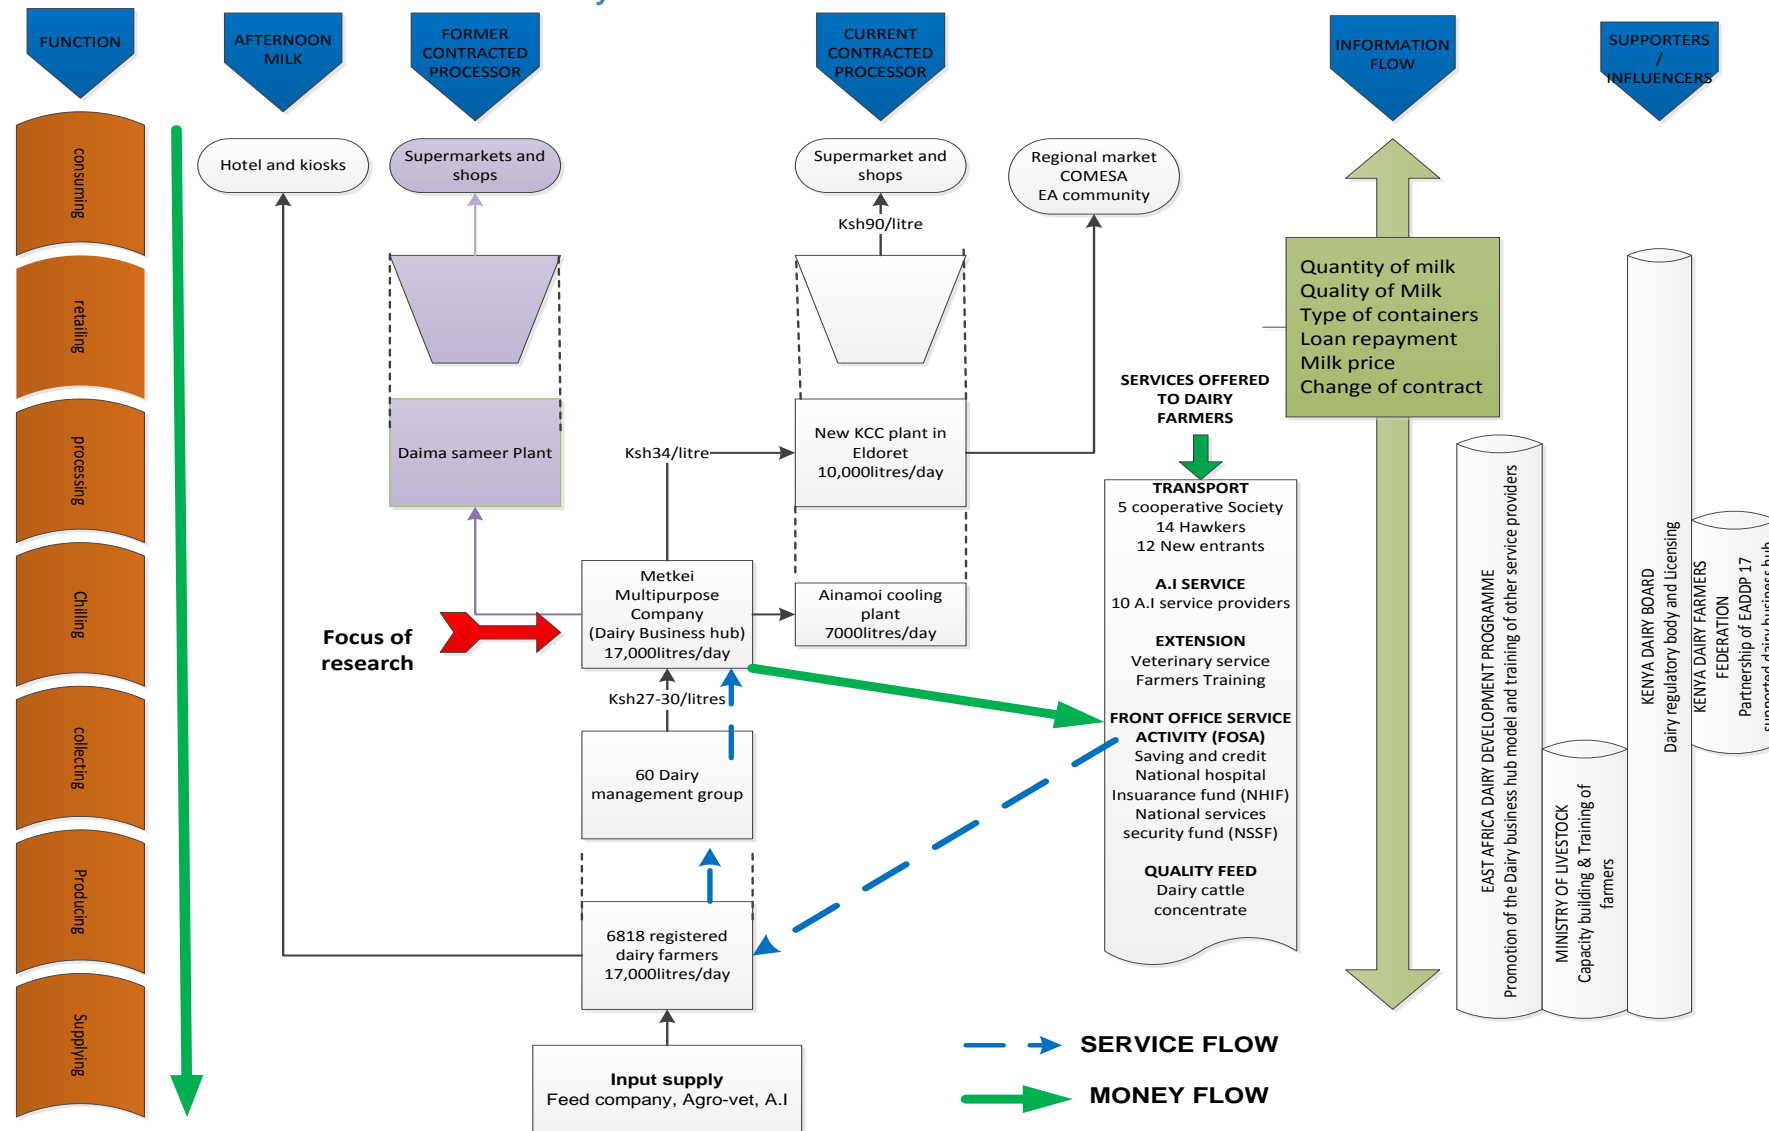 FUNCTION
AFTERNOON
MILK
FORMER
CONTRACTED
PROCESSOR
CURRENT
CONTRACTED
PROCESSOR
INFORMATION
FLOW
SUPPORTERS
/
INFLUENCERS
consuming
retailing
processing
Chilling
collecting
Producing
Supplying
Hotel and kiosks
Supermarkets and
shops
Supermarket and
shops
Regional market
COMESA
EA community
Ksh90/litre
Daima sameer Plant
Ksh34/litre
New KCC plant in
Eldoret
10,000litres/day
Focus of
research
Metkei
Multipurpose
Company
(Dairy Business hub)
17,000litres/day
Ainamoi cooling
plant
7000litres/day
Ksh27-30/litres
60 Dairy
management group
6818 registered
dairy farmers
17,000litres/day
Input supply
Feed company, Agro-vet, A.I
SERVICES OFFERED
TO DAIRY
FARMERS
TRANSPORT
5 cooperative Society
14 Hawkers
12 New entrants
A.I SERVICE
10 A.I service providers
EXTENSION
Veterinary service
Farmers Training
FRONT OFFICE SERVICE
ACTIVITY (FOSA)
Saving and credit
National hospital
Insuarance fund (NHIF)
National services
security fund (NSSF)
QUALITY FEED
Dairy cattle
concentrate
Quantity of milk
Quality of Milk
Type of containers
Loan repayment
Milk price
Change of contract
EAST AFRICA DAIRY DEVELOPMENT PROGRAMME
Promotion of the Dairy business hub model and training of other service providers
MINISTRY OF LIVESTOCK
Capacity building & Training of
farmers
KENYA DAIRY BOARD
Dairy regulatory body and Licensing
KENYA DAIRY FARMERS
FEDERATION
Partnership of EADDP 17
supported dairy business hub
SERVICE FLOW
MONEY FLOW